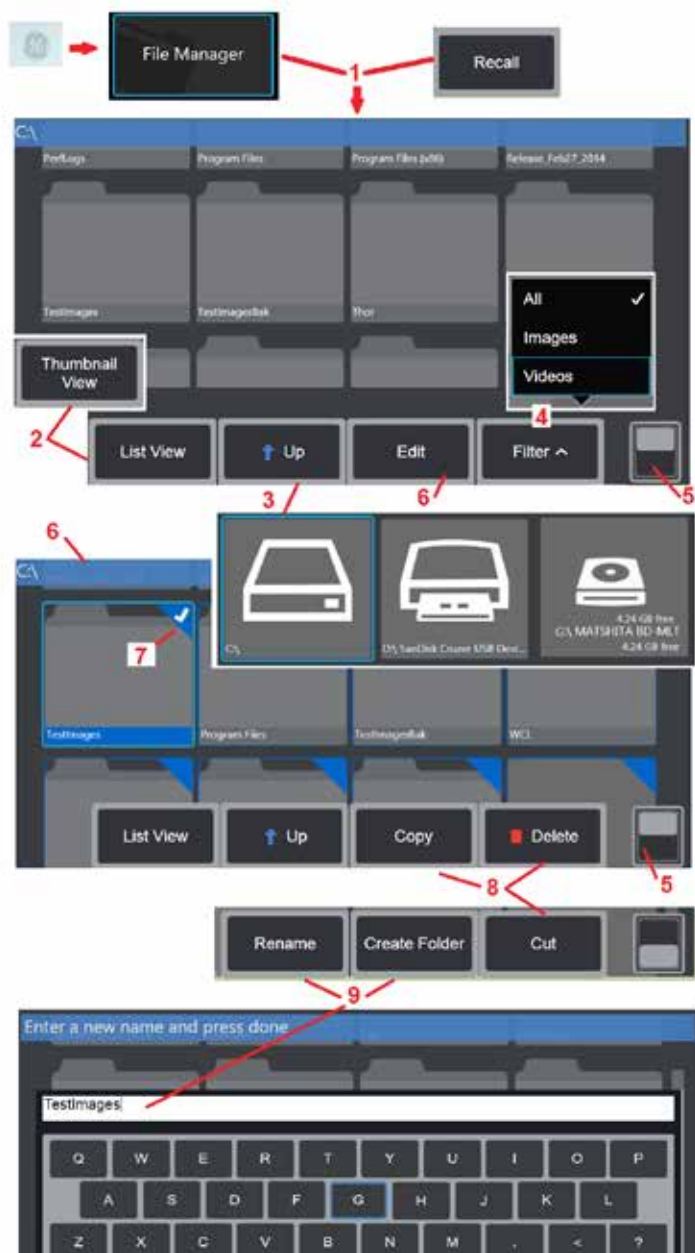 File Manager
Recall
1
C:\
PerfLogs Program Files Program Files (x86) Release_Feb27_2014
TestImages TestImagesBak Thor
All ✓
Images
Thumbnail View
Videos
4
2
List View Up Edit Filter ^
3 6 5
6
C:\
C:\
4.24 GB free
G:\ MATSHITA BD-MLT
4.24 GB free
7
TestImages Program Files TestImagesBak WCL
List View Up Copy Delete
8 5
Rename Create Folder Cut
9
Enter a new name and press done
TestImages
Q W E R T Y U I O P
A S D F G H J K L
Z X C V B N M . < ?